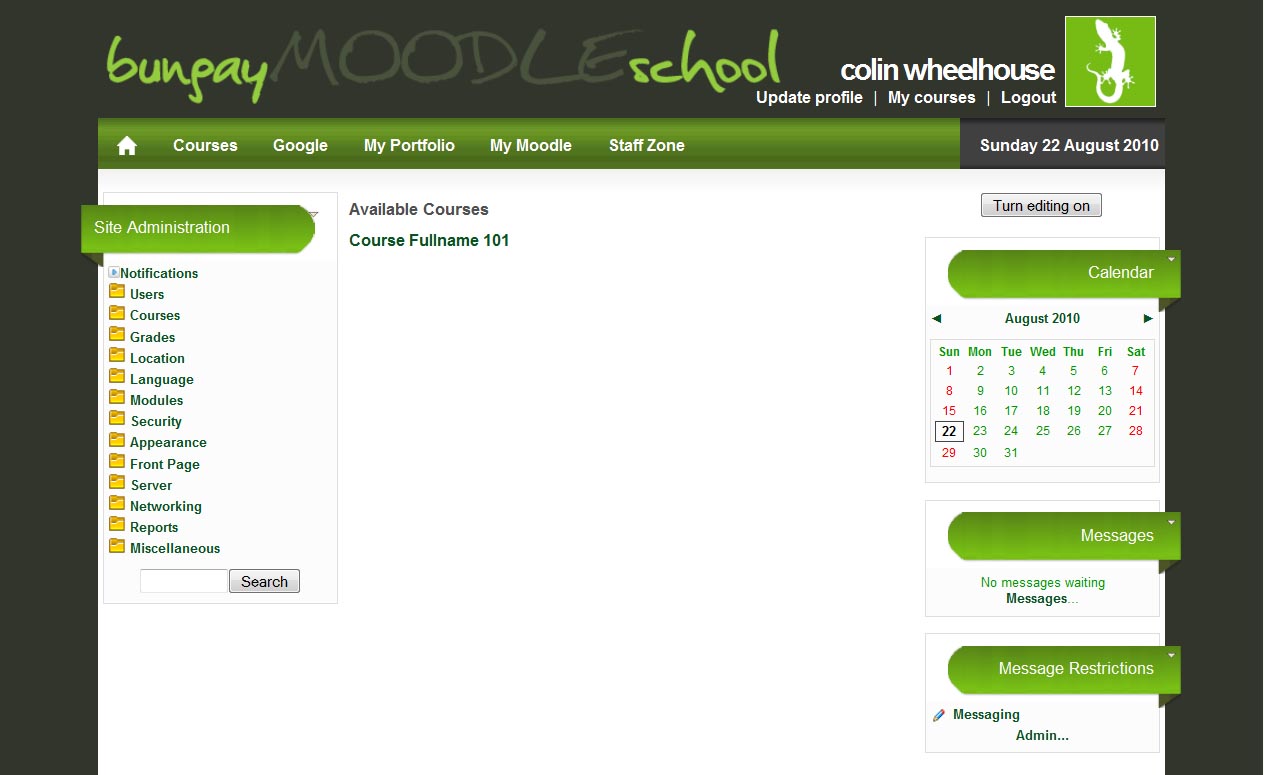 bungay MOODLE school
colin wheelhouse
Update profile | My courses | Logout
Courses Google My Portfolio My Moodle Staff Zone Sunday 22 August 2010
Site Administration
Notifications
Users
Courses
Grades
Location
Language
Modules
Security
Appearance
Front Page
Server
Networking
Reports
Miscellaneous
Search
Available Courses
Course Fullname 101
Turn editing on
Calendar
◄ August 2010 ►
Sun Mon Tue Wed Thu Fri Sat
1 2 3 4 5 6 7
8 9 10 11 12 13 14
15 16 17 18 19 20 21
22 23 24 25 26 27 28
29 30 31
Messages
No messages waiting
Messages...
Message Restrictions
Messaging
Admin...